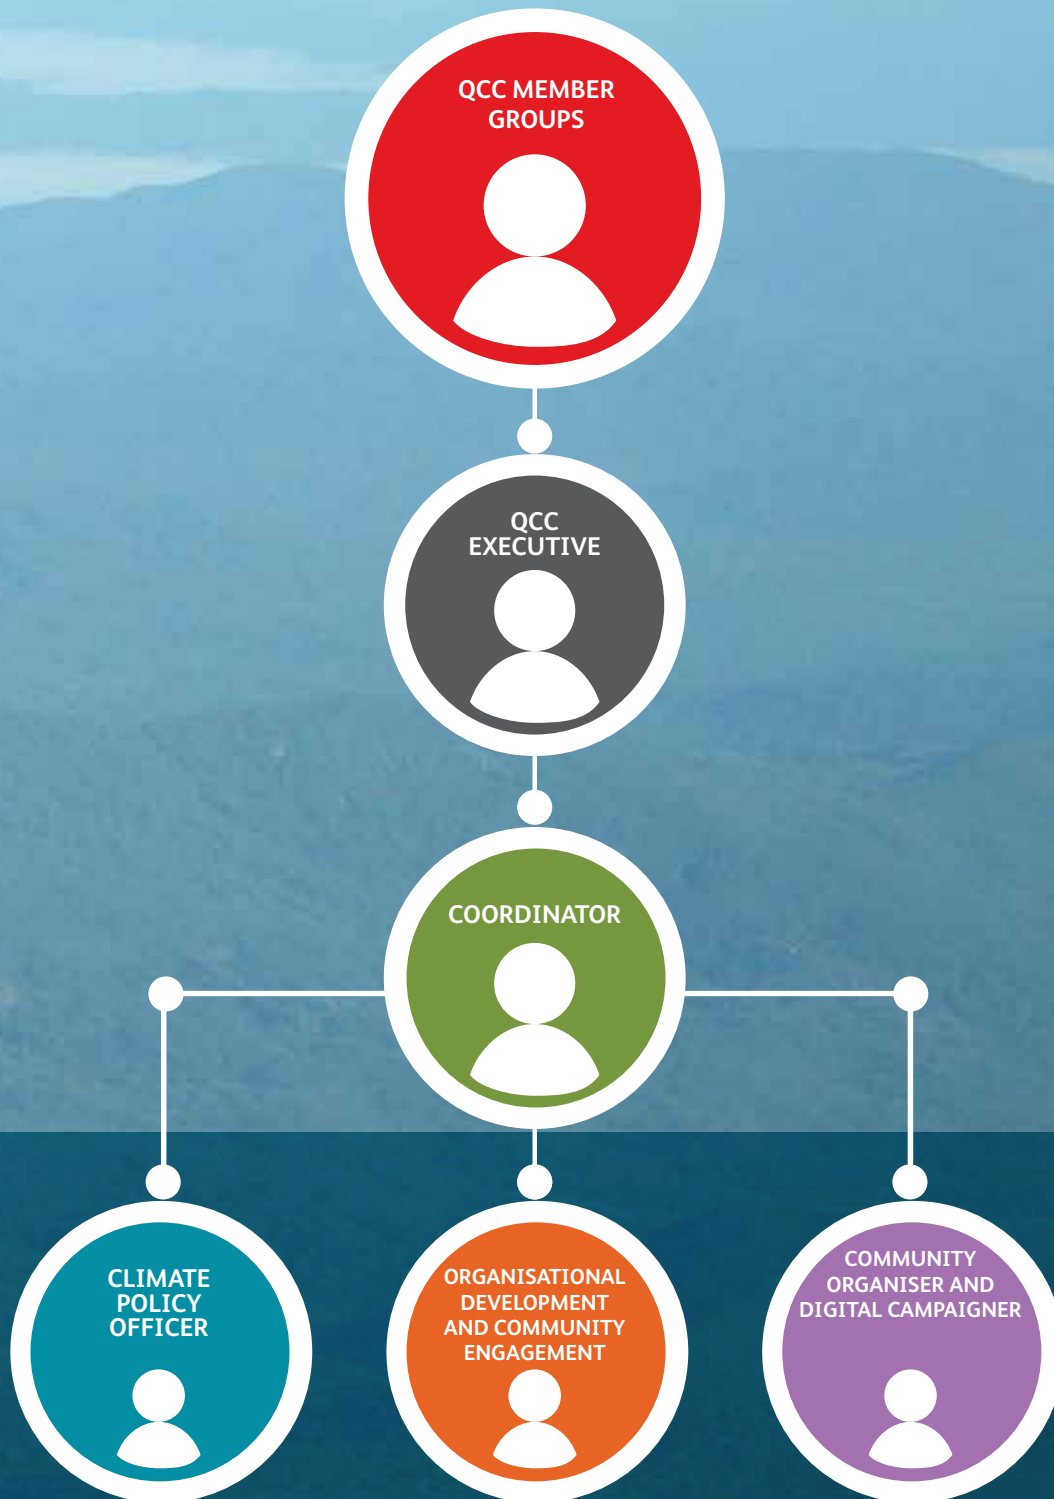 QCC MEMBER
GROUPS
QCC
EXECUTIVE
COORDINATOR
CLIMATE
POLICY
OFFICER
ORGANISATIONAL
DEVELOPMENT
AND COMMUNITY
ENGAGEMENT
COMMUNITY
ORGANISER AND
DIGITAL CAMPAIGNER